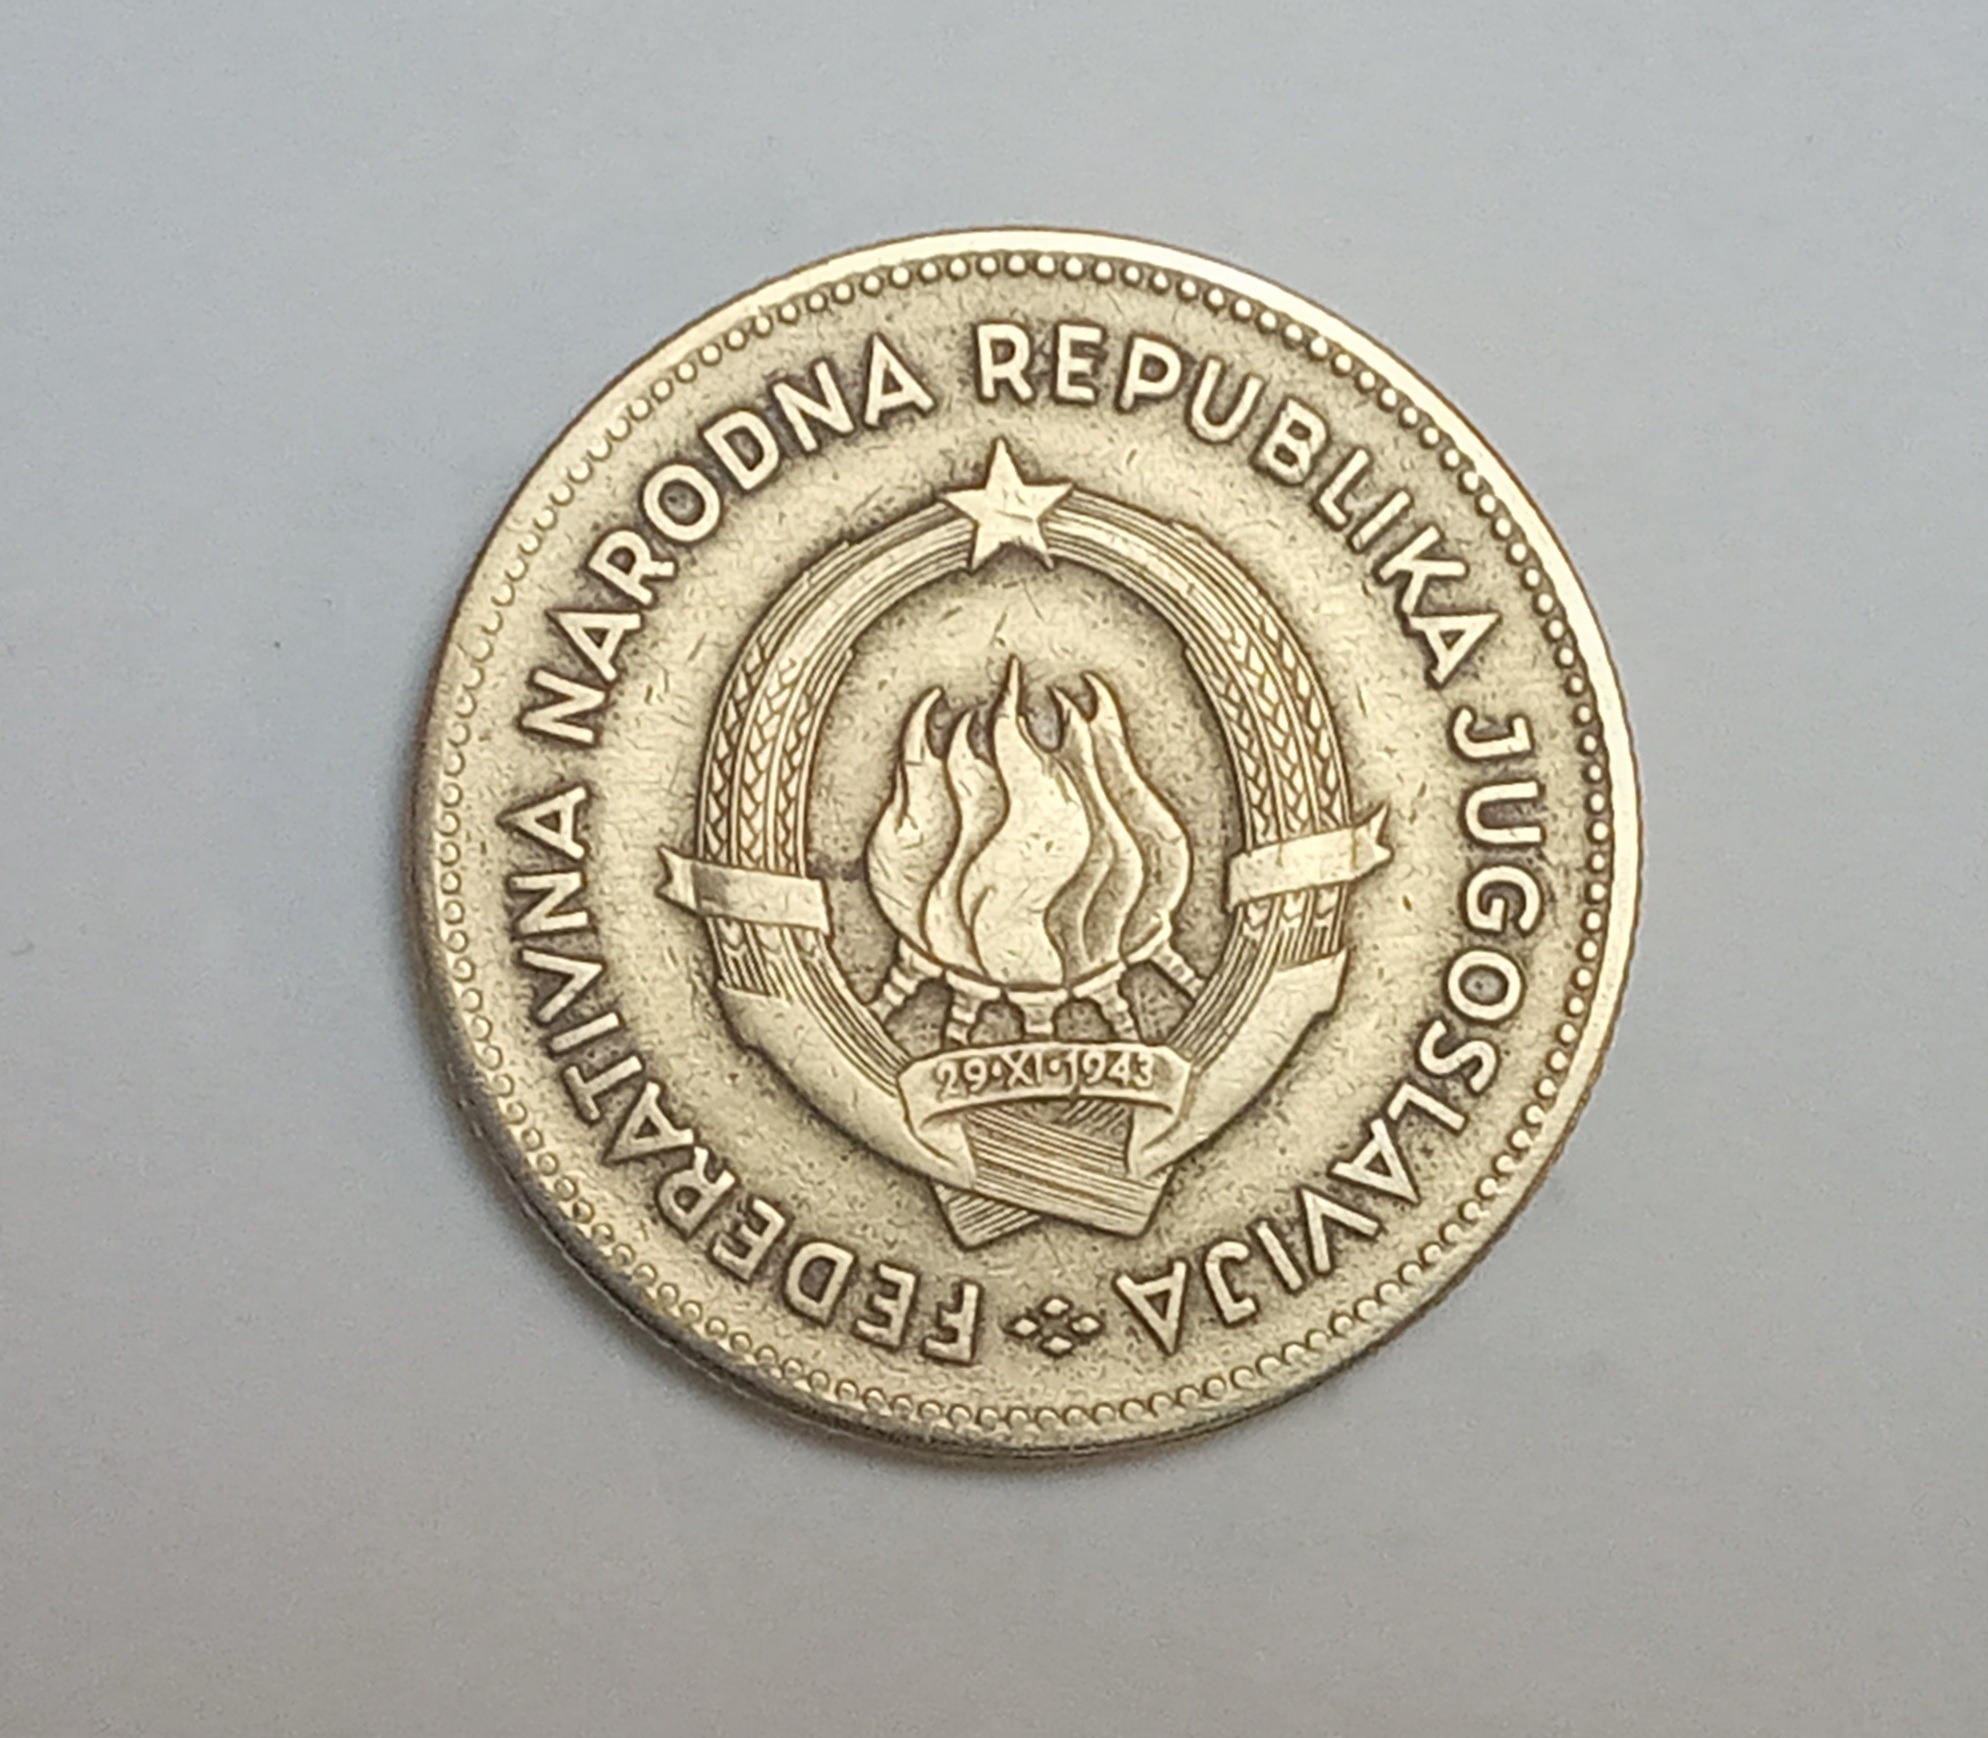 FEDERATIVNA NARODNA REPUBLIKA JUGOSLAVIJA
29·XI·1943